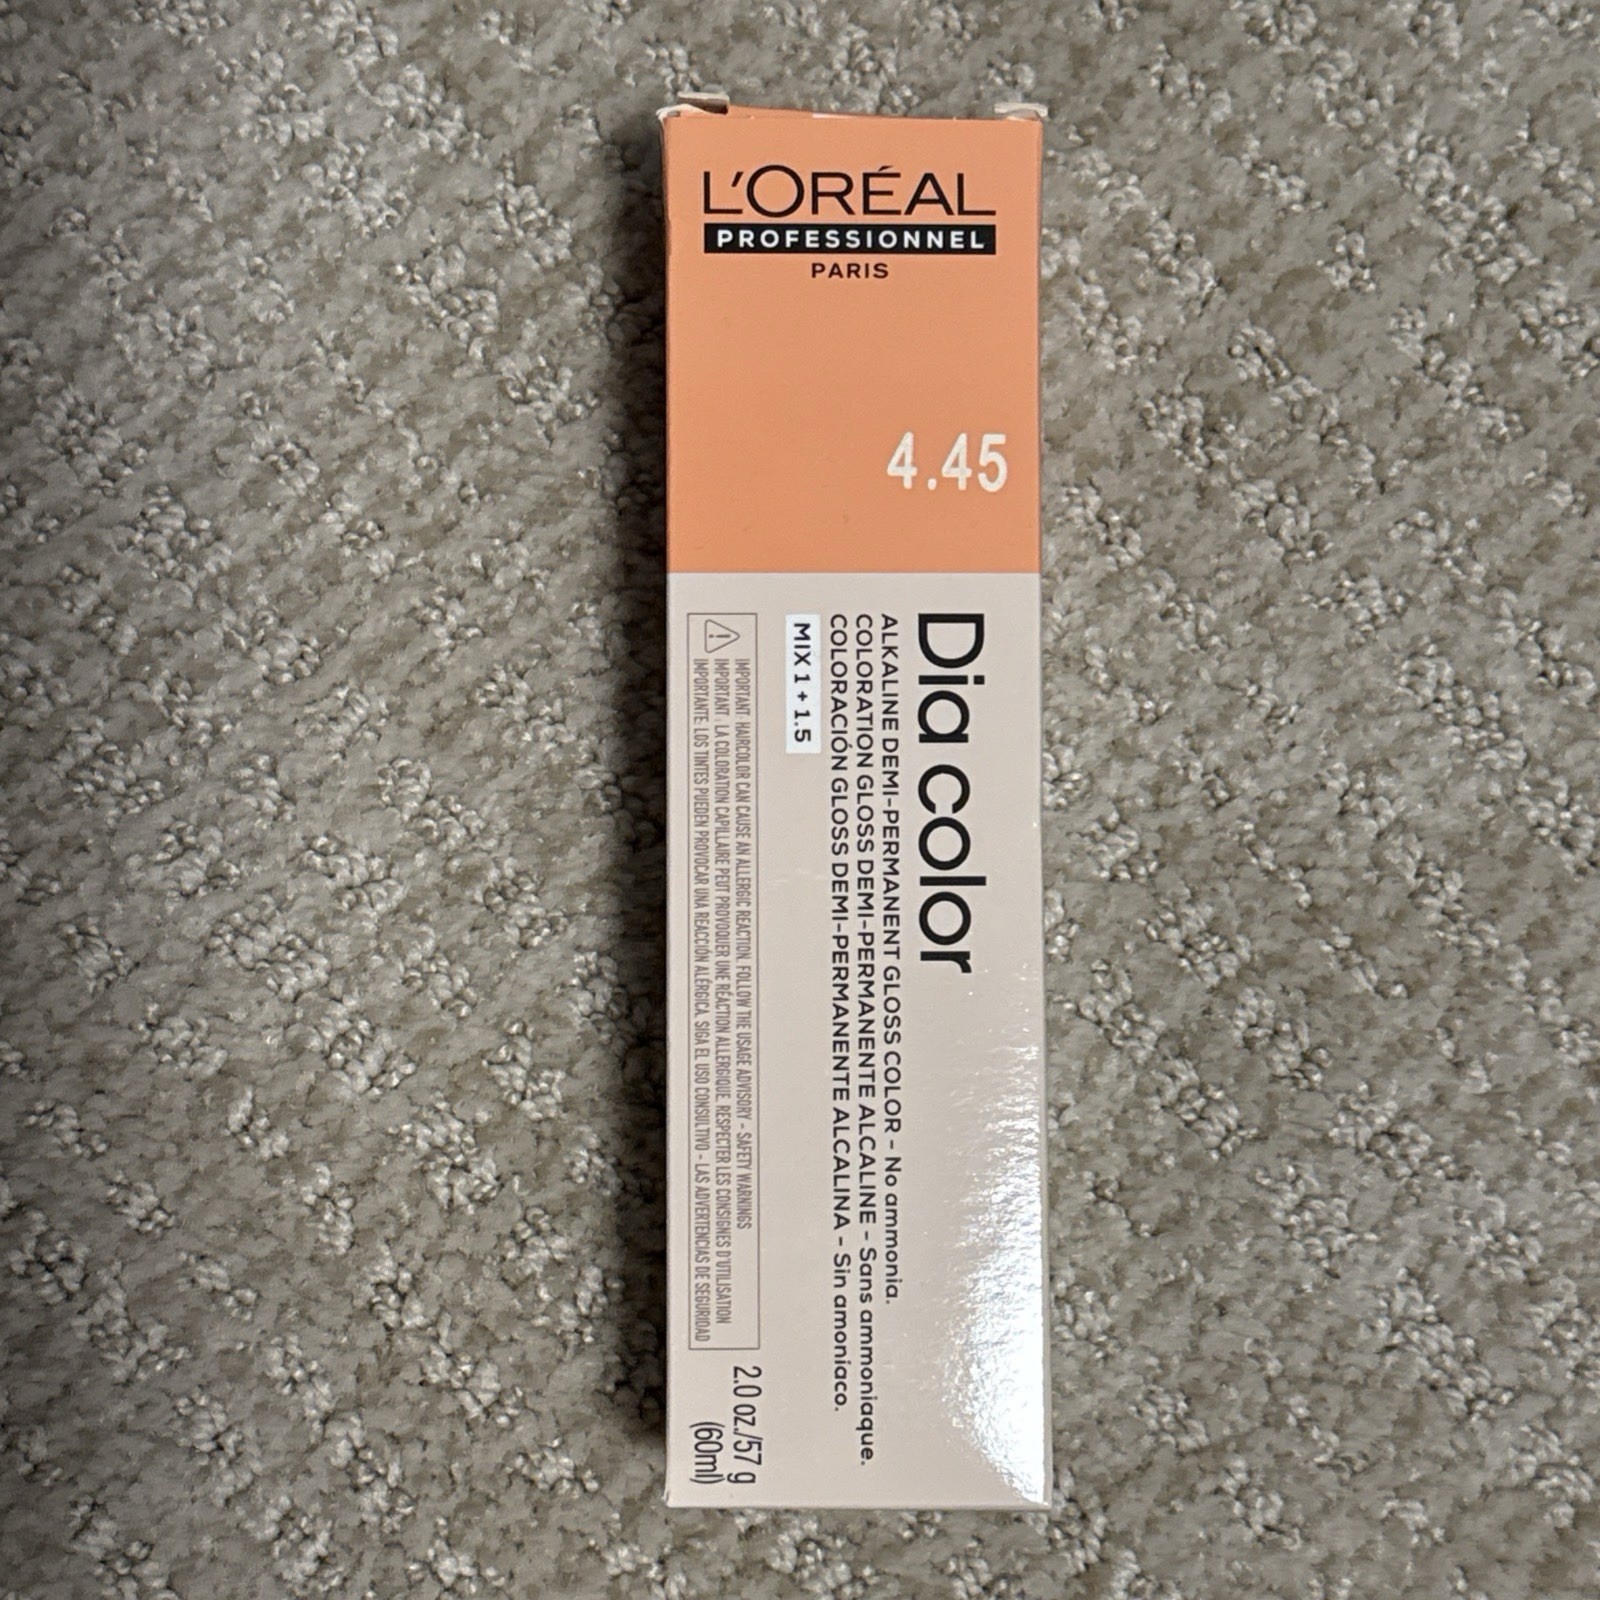 L'ORÉAL
PROFESSIONNEL
PARIS
4.45
Dia color
ALKALINE DEMI-PERMANENT GLOSS COLOR - No ammonia.
COLORATION GLOSS DEMI-PERMANENTE ALCALINE - Sans ammoniaque.
COLORACIÓN GLOSS DEMI-PERMANENTE ALCALINA - Sin amoniaco.
MIX 1 + 1.5
IMPORTANT: HAIRCOLOR CAN CAUSE AN ALLERGIC REACTION. FOLLOW THE USAGE ADVISORY - SAFETY WARNINGS
IMPORTANT : LA COLORATION CAPILLAIRE PEUT PROVOQUER UNE RÉACTION ALLERGIQUE. RESPECTER LES CONSIGNES D'UTILISATION
IMPORTANTE: LOS TINTES PUEDEN PROVOCAR UNA REACCIÓN ALÉRGICA. SIGA EL USO CONSULTIVO - LAS ADVERTENCIAS DE SEGURIDAD
2.0 oz./57 g
(60ml)